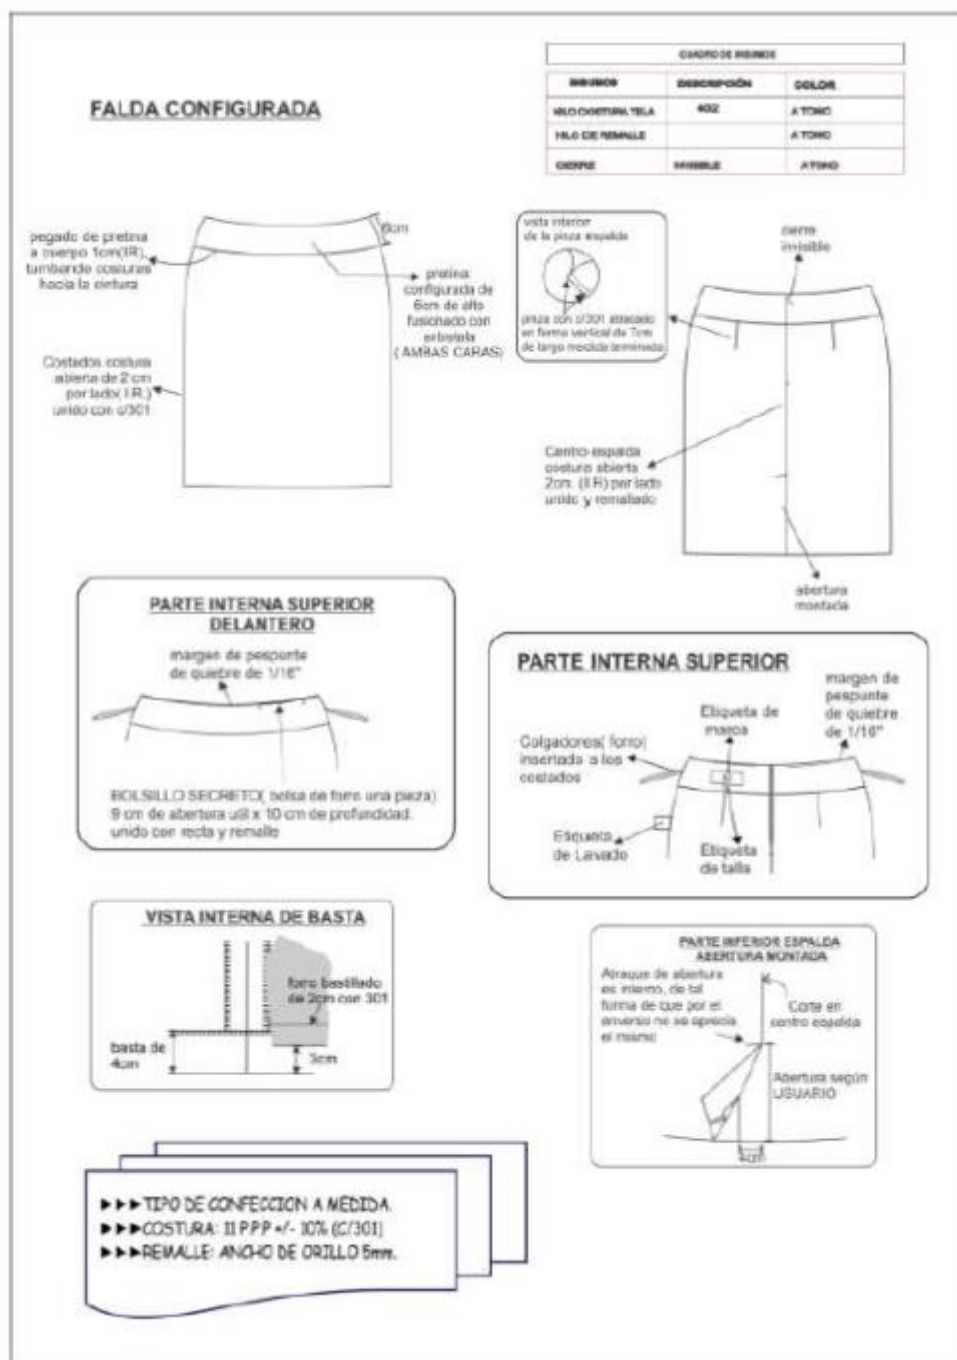 CUADRO DE INSUMOS
INSUMOS DESCRIPCIÓN COLOR
HILO COSTURA TELA 402 A TONO
HILO DE REMALLE A TONO
CIERRE INVISIBLE A TONO
FALDA CONFIGURADA
6cm
pegado de pretina
a cuerpo 1cm(IR),
tumbando costuras
hacia la cintura
pretina
configurada de
6cm de alto
fusionado con
entretela
( AMBAS CARAS)
Costados costura
abierta de 2 cm
por lado( I.R.)
unido con c/301
vista interior
de la pinza espalda
pinza con c/301 atracado
en forma vertical de 7cm
de largo medida terminada
cierre
invisible
Centro espalda
costura abierta
2cm. (I.R) por lado
unido y remallado
abertura
montada
PARTE INTERNA SUPERIOR
DELANTERO
margen de pespunte
de quiebre de 1/16"
BOLSILLO SECRETO( bolsa de forro una pieza)
9 cm de abertura util x 10 cm de profundidad.
unido con recta y remalle
PARTE INTERNA SUPERIOR
margen de
pespunte
de quiebre
de 1/16"
Etiqueta de
marca
Colgadores( forro)
insertada a los
costados
Etiqueta
de Lavado
Etiqueta
de talla
VISTA INTERNA DE BASTA
forro bastillado
de 2cm con 301
basta de
4cm
3cm
PARTE INFERIOR ESPALDA
ABERTURA MONTADA
Atraque de abertura
es interno, de tal
forma de que por el
anverso no se aprecia
el mismo
Corte en
centro espalda
Abertura según
USUARIO
4cm
►►►TIPO DE CONFECCION A MEDIDA.
►►►COSTURA: 11 P.P.P +/- 10% (C/301)
►►►REMALLE: ANCHO DE ORILLO 5mm.